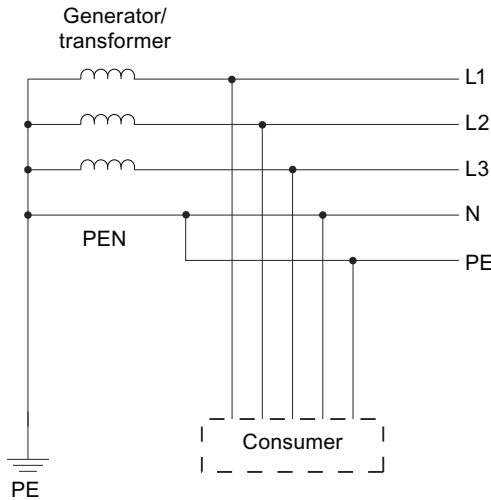 Generator/
transformer
L1
L2
L3
N
PEN
PE
Consumer
PE